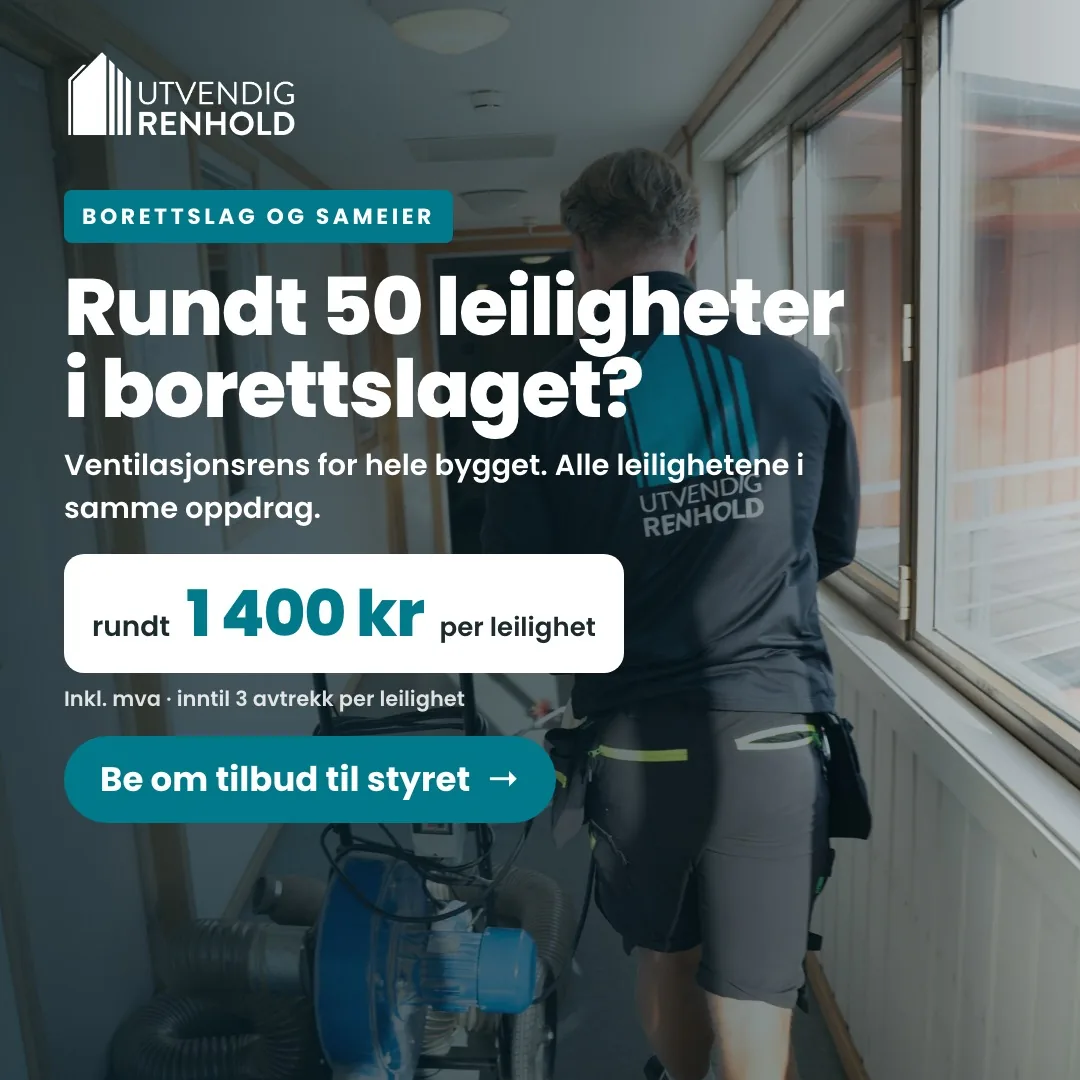 UTVENDIG
RENHOLD
BORETTSLAG OG SAMEIER
Rundt 50 leiligheter
i borettslaget?
Ventilasjonsrens for hele bygget. Alle leilighetene i
samme oppdrag.
UTVENDIG
RENHOLD
rundt 1 400 kr per leilighet
Inkl. mva · inntil 3 avtrekk per leilighet
Be om tilbud til styret →